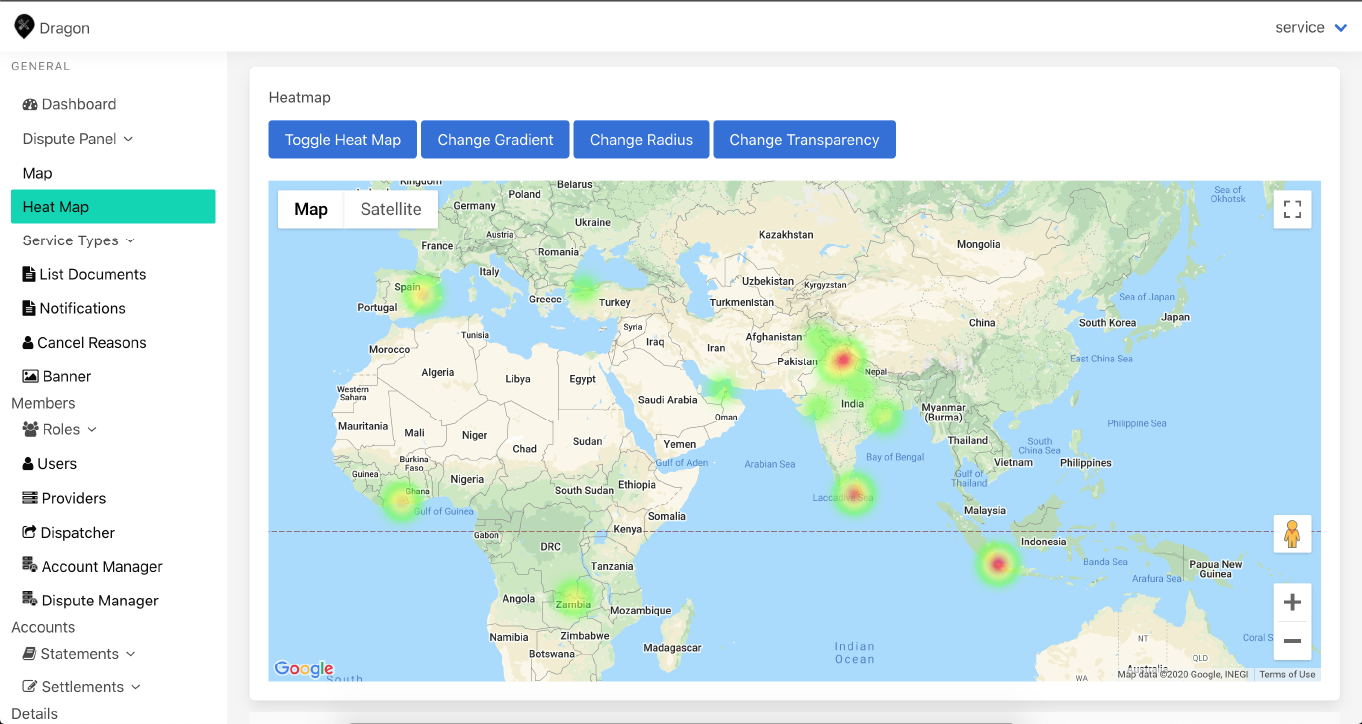 Dragon
service
GENERAL
Dashboard
Dispute Panel
Map
Heat Map
Service Types
List Documents
Notifications
Cancel Reasons
Banner
Members
Roles
Users
Providers
Dispatcher
Account Manager
Dispute Manager
Accounts
Statements
Settlements
Details
Heatmap
Toggle Heat Map
Change Gradient
Change Radius
Change Transparency
Map
Satellite
Kingdom
Belarus
Poland
Germany
Ukraine
Austria
France
Romania
Italy
Spain
Portugal
Greece
Turkey
Kazakhstan
Mongolia
Sea of
Okhotsk
Uzbekistan
Kyrgyzstan
Turkmenistan
Sea of Japan
Japan
South Korea
China
East China Sea
Syria
Iraq
Iran
Afghanistan
Pakistan
Nepal
India
Tunisia
Morocco
Algeria
Libya
Egypt
Western
Sahara
Saudi Arabia
Oman
Myanmar
(Burma)
Mauritania
Mali
Niger
Chad
Sudan
Yemen
Gulf of Aden
Arabian Sea
Bay of Bengal
Thailand
Vietnam
South
China Sea
Philippine Sea
Philippines
Gulf of
Thailand
Burkina
Faso
Guinea
Ghana
Nigeria
Gulf of Guinea
South Sudan
Ethiopia
Somalia
Laccadive Sea
Malaysia
Gabon
Kenya
DRC
Tanzania
Indonesia
Banda Sea
Arafura Sea
Papua New
Guinea
Angola
Zambia
Mozambique
Namibia
Zimbabwe
Botswana
Madagascar
Indian
Ocean
NT
QLD
WA
Australia
Coral S
South
Google
Map data ©2020 Google, INEGI
Terms of Use